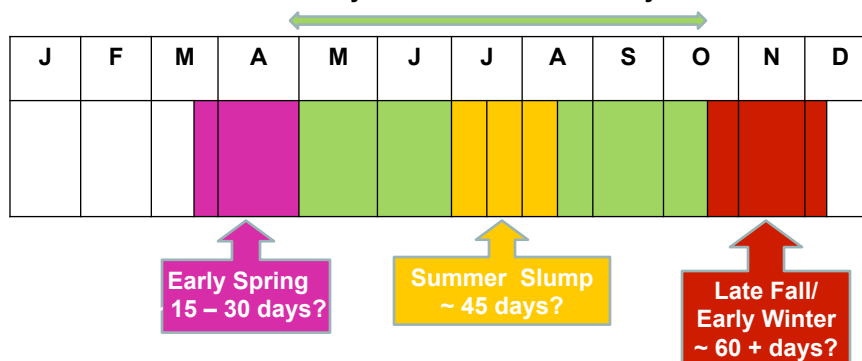 J F M A M J J A S O N D
Early Spring
~ 15 – 30 days?
Summer Slump
~ 45 days?
Late Fall/
Early Winter
~ 60 + days?